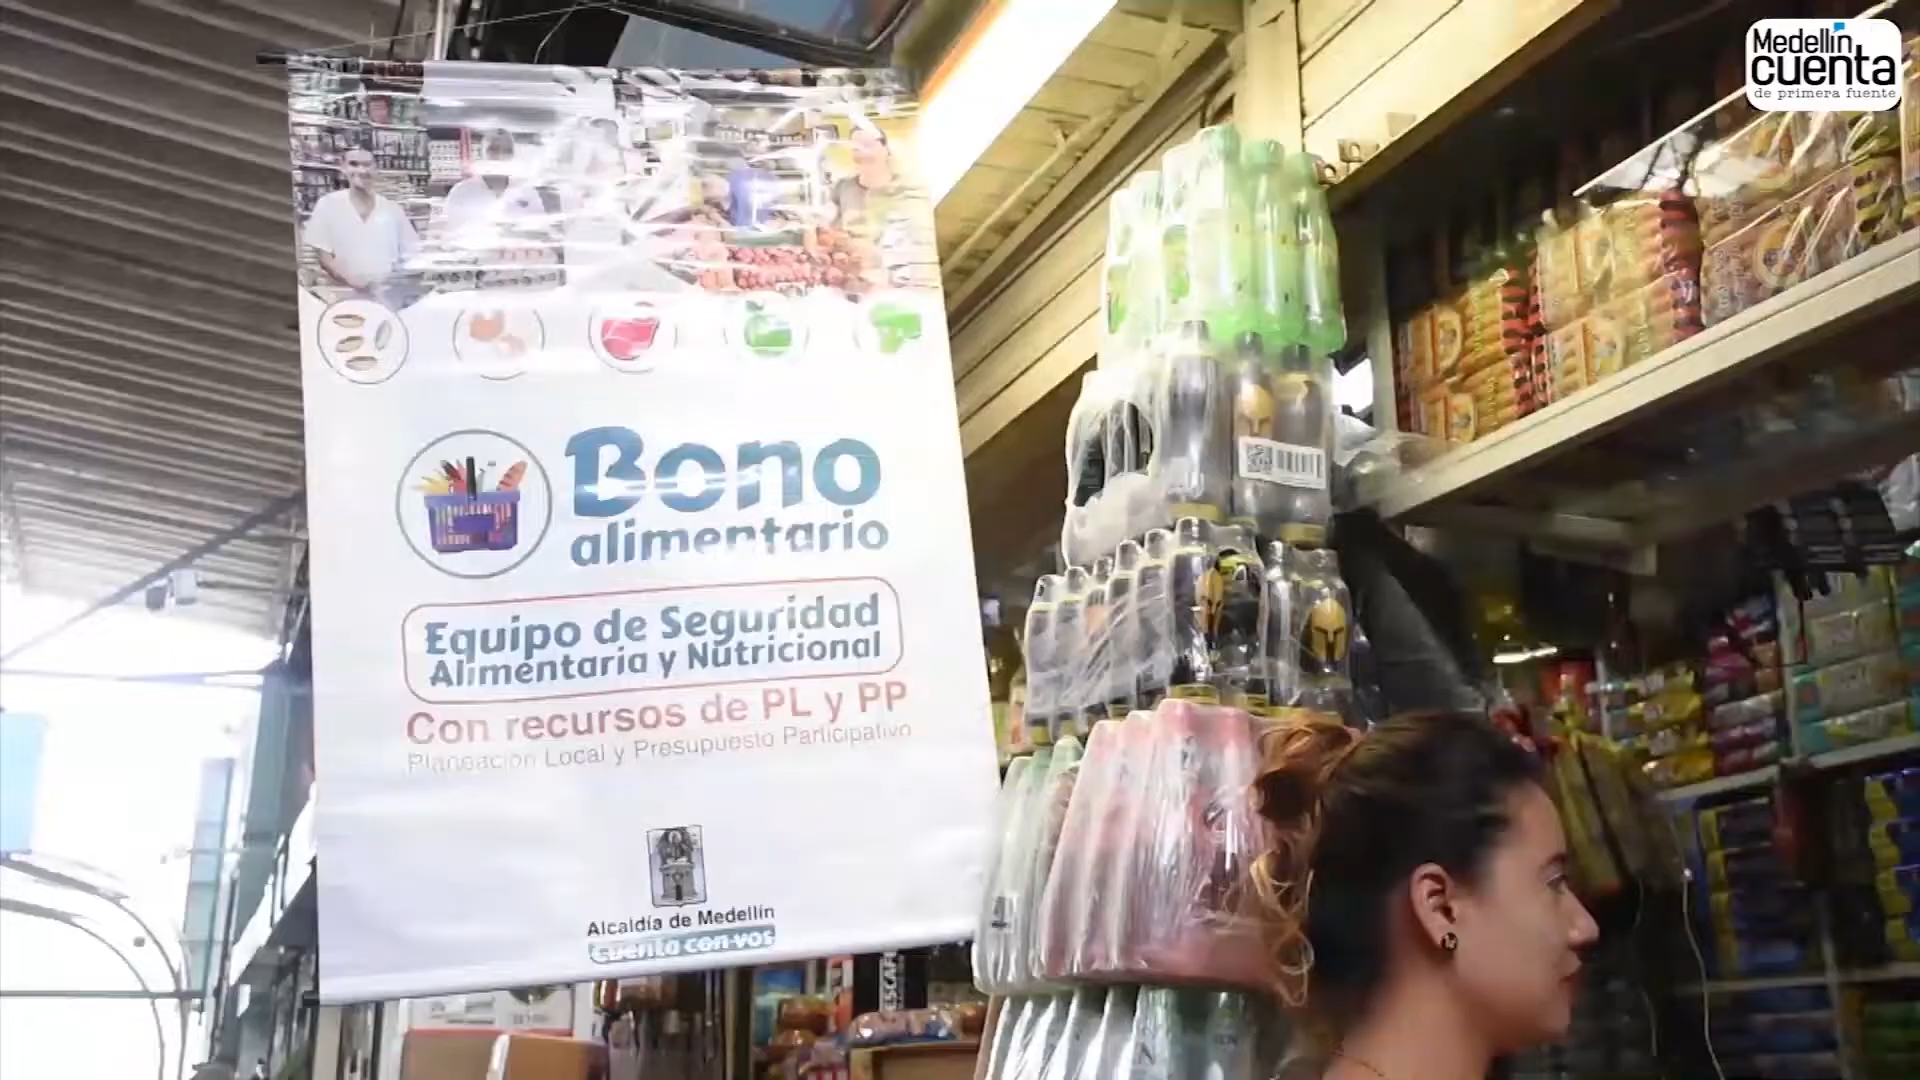 Medellín
cuenta
de primera fuente
Bono
alimentario
Equipo de Seguridad
Alimentaria y Nutricional
Con recursos de PL y PP
Planeación Local y Presupuesto Participativo
Alcaldía de Medellín
cuenta con vos